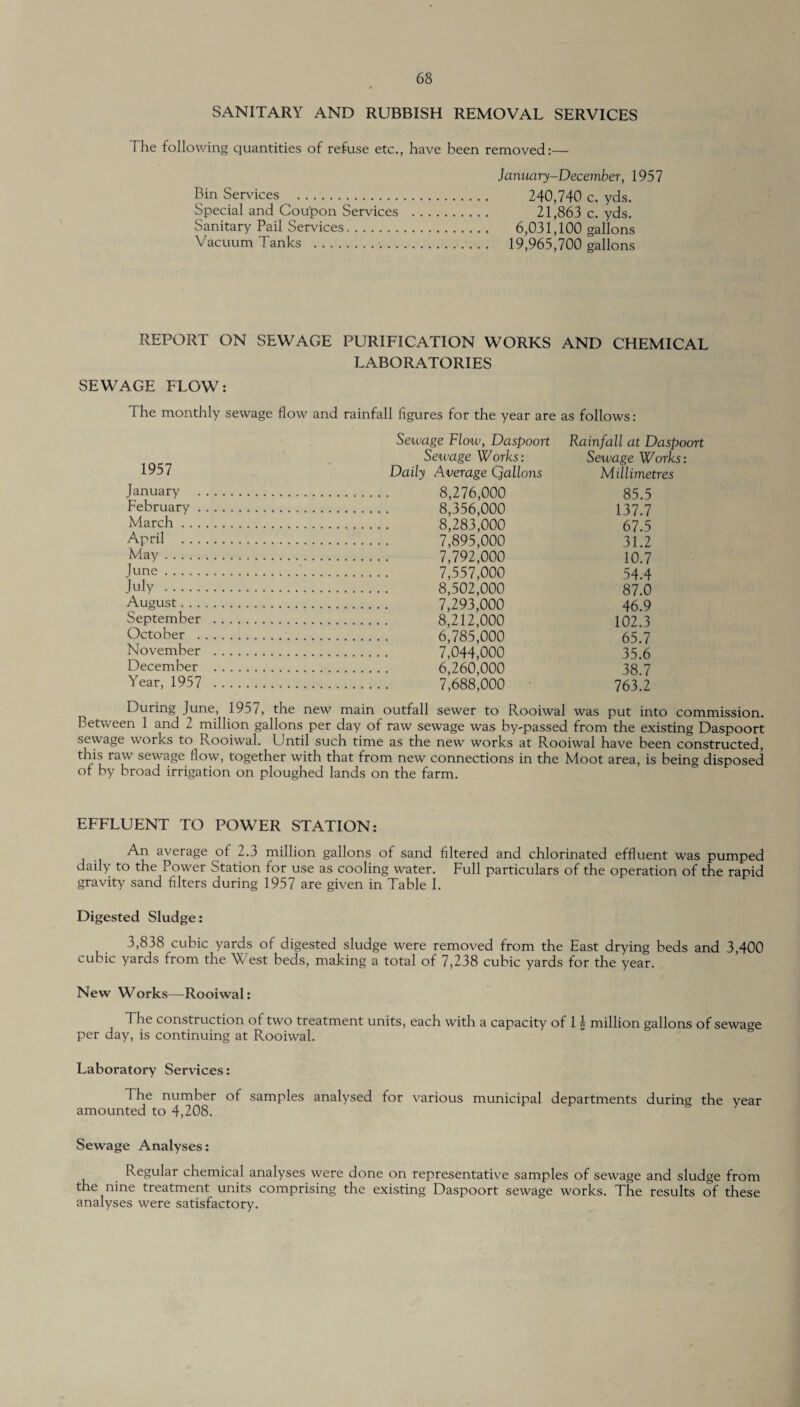 68
SANITARY AND RUBBISH REMOVAL SERVICES
The following quantities of refuse etc., have been removed:—
January–December, 1957
Bin Services ........................ 240,740 c. yds.
Special and Coupon Services .......... 21,863 c. yds.
Sanitary Pail Services.................. 6,031,100 gallons
Vacuum Tanks ...................... 19,965,700 gallons
REPORT ON SEWAGE PURIFICATION WORKS AND CHEMICAL
LABORATORIES
SEWAGE FLOW:
The monthly sewage flow and rainfall figures for the year are as follows:
Sewage Flow, Daspoort Rainfall at Daspoort
Sewage Works: Sewage Works:
1957 Daily Average Gallons Millimetres
January ........................ 8,276,000 85.5
February ........................ 8,356,000 137.7
March ........................ 8,283,000 67.5
April ........................ 7,895,000 31.2
May ........................ 7,792,000 10.7
June ........................ 7,557,000 54.4
July ........................ 8,502,000 87.0
August ........................ 7,293,000 46.9
September ...................... 8,212,000 102.3
October ........................ 6,785,000 65.7
November ...................... 7,044,000 35.6
December ...................... 6,260,000 38.7
Year, 1957 ...................... 7,688,000 763.2
During June, 1957, the new main outfall sewer to Rooiwal was put into commission.
Between 1 and 2 million gallons per day of raw sewage was by-passed from the existing Daspoort
sewage works to Rooiwal. Until such time as the new works at Rooiwal have been constructed,
this raw sewage flow, together with that from new connections in the Moot area, is being disposed
of by broad irrigation on ploughed lands on the farm.
EFFLUENT TO POWER STATION:
An average of 2.3 million gallons of sand filtered and chlorinated effluent was pumped
daily to the Power Station for use as cooling water. Full particulars of the operation of the rapid
gravity sand filters during 1957 are given in Table I.
Digested Sludge:
3,838 cubic yards of digested sludge were removed from the East drying beds and 3,400
cubic yards from the West beds, making a total of 7,238 cubic yards for the year.
New Works—Rooiwal:
The construction of two treatment units, each with a capacity of 1½ million gallons of sewage
per day, is continuing at Rooiwal.
Laboratory Services:
The number of samples analysed for various municipal departments during the year
amounted to 4,208.
Sewage Analyses:
Regular chemical analyses were done on representative samples of sewage and sludge from
the nine treatment units comprising the existing Daspoort sewage works. The results of these
analyses were satisfactory.